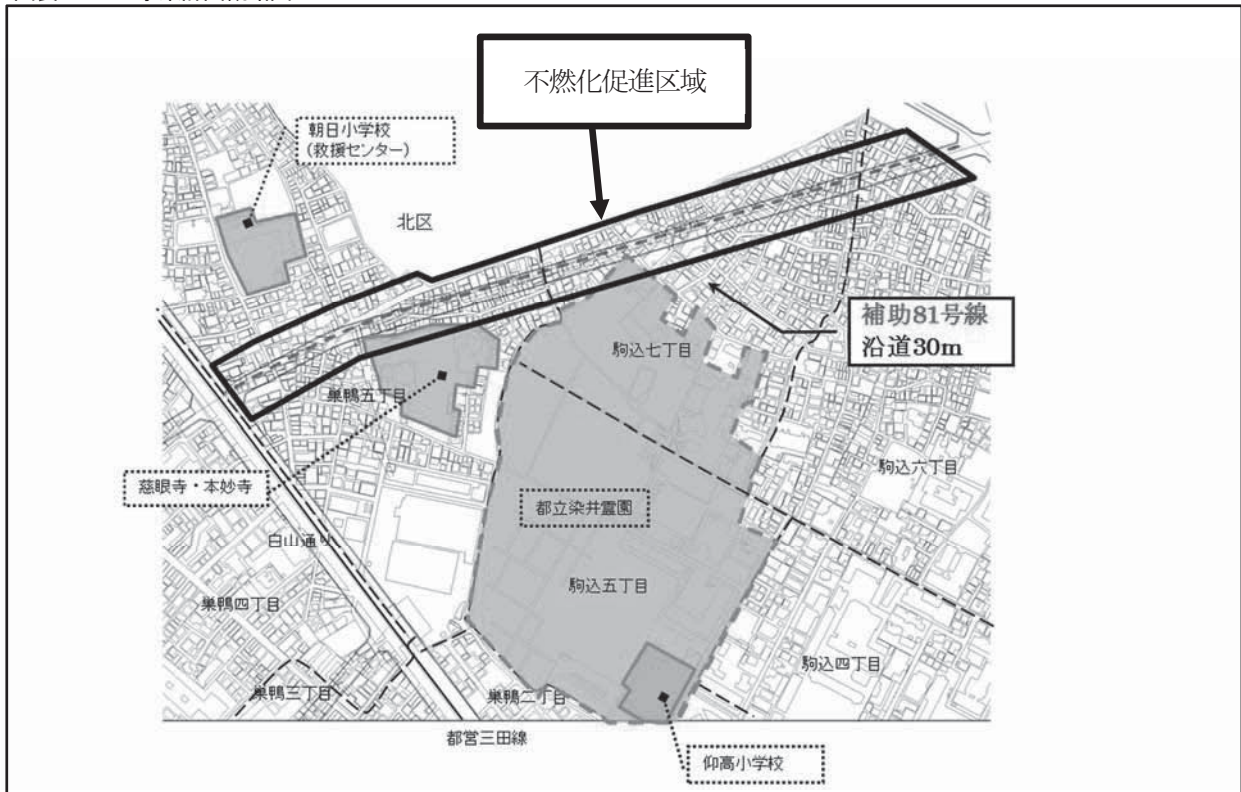 不燃化促進区域
朝日小学校
(救援センター)
北区
補助81号線
沿道30m
駒込七丁目
巣鴨五丁目
駒込六丁目
慈眼寺・本妙寺
都立染井霊園
白山通り
駒込五丁目
巣鴨四丁目
駒込四丁目
巣鴨三丁目
巣鴨二丁目
都営三田線
仰高小学校